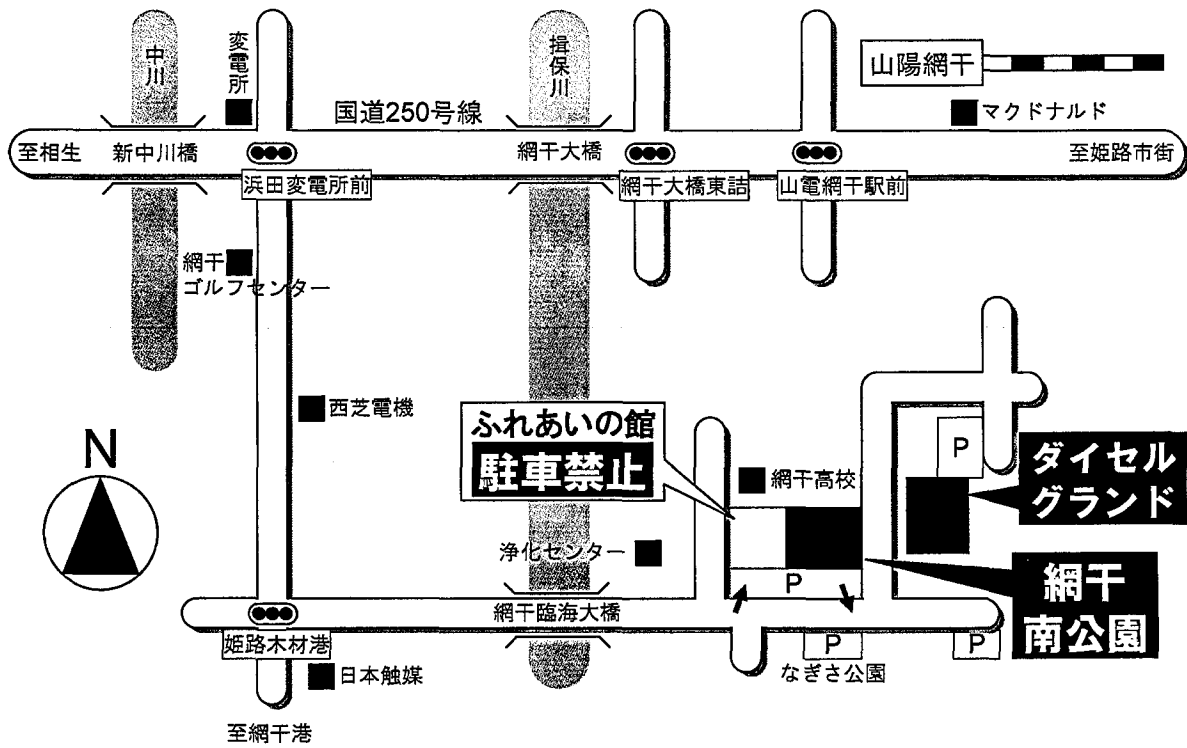 中川
変電所
揖保川
山陽網干
国道250号線
マクドナルド
至相生
新中川橋
網干大橋
至姫路市街
浜田変電所前
網干大橋東詰
山電網干駅前
網干
ゴルフセンター
西芝電機
ふれあいの館
駐車禁止
N
P
ダイセル
グランド
網干高校
浄化センター
P
網干
南公園
網干臨海大橋
姫路木材港
P
P
日本触媒
なぎさ公園
至網干港